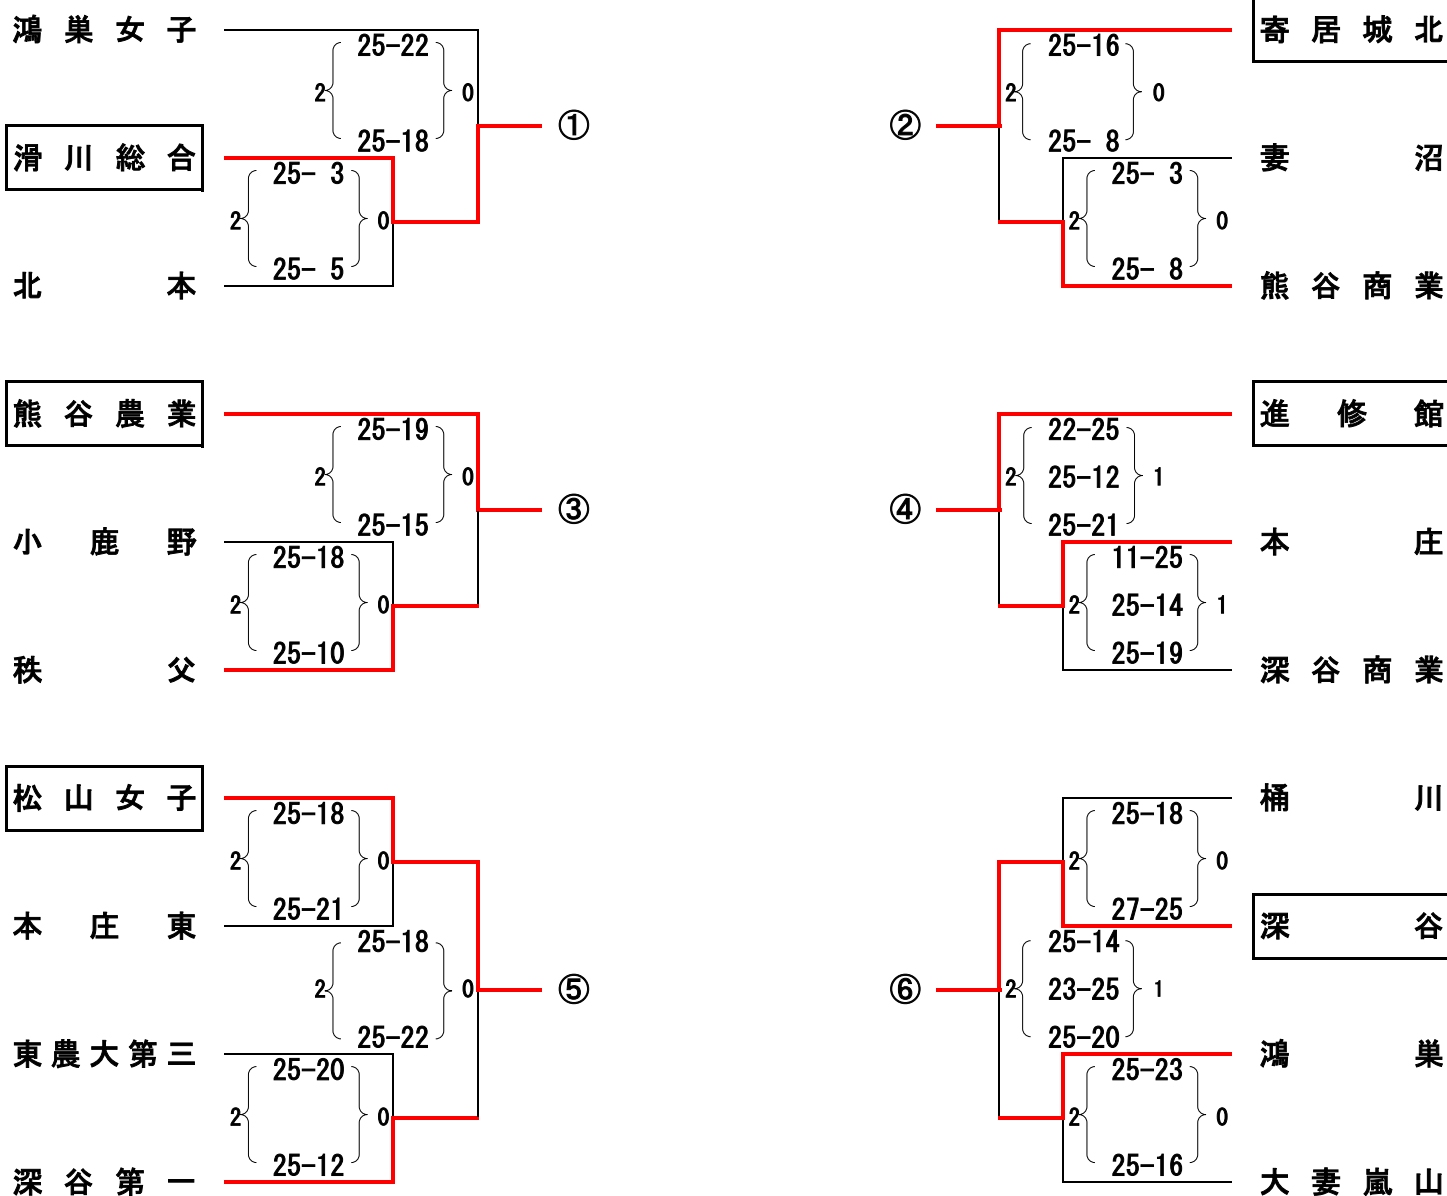 鴻巣女子
25-22
2 0
25-18
①
滑川総合
25- 3
2 0
25- 5
北本
熊谷農業
25-19
2 0
25-15
③
小鹿野
25-18
2 0
25-10
秩父
松山女子
25-18
2 0
25-21
本庄東
25-18
2 0
25-22
⑤
東農大第三
25-20
2 0
25-12
深谷第一
寄居城北
25-16
2 0
25- 8
②
妻沼
25- 3
2 0
25- 8
熊谷商業
進修館
22-25
2 25-12 1
25-21
④
本庄
11-25
2 25-14 1
25-19
深谷商業
桶川
25-18
2 0
27-25
深谷
25-14
2 23-25 1
25-20
⑥
鴻巣
25-23
2 0
25-16
大妻嵐山